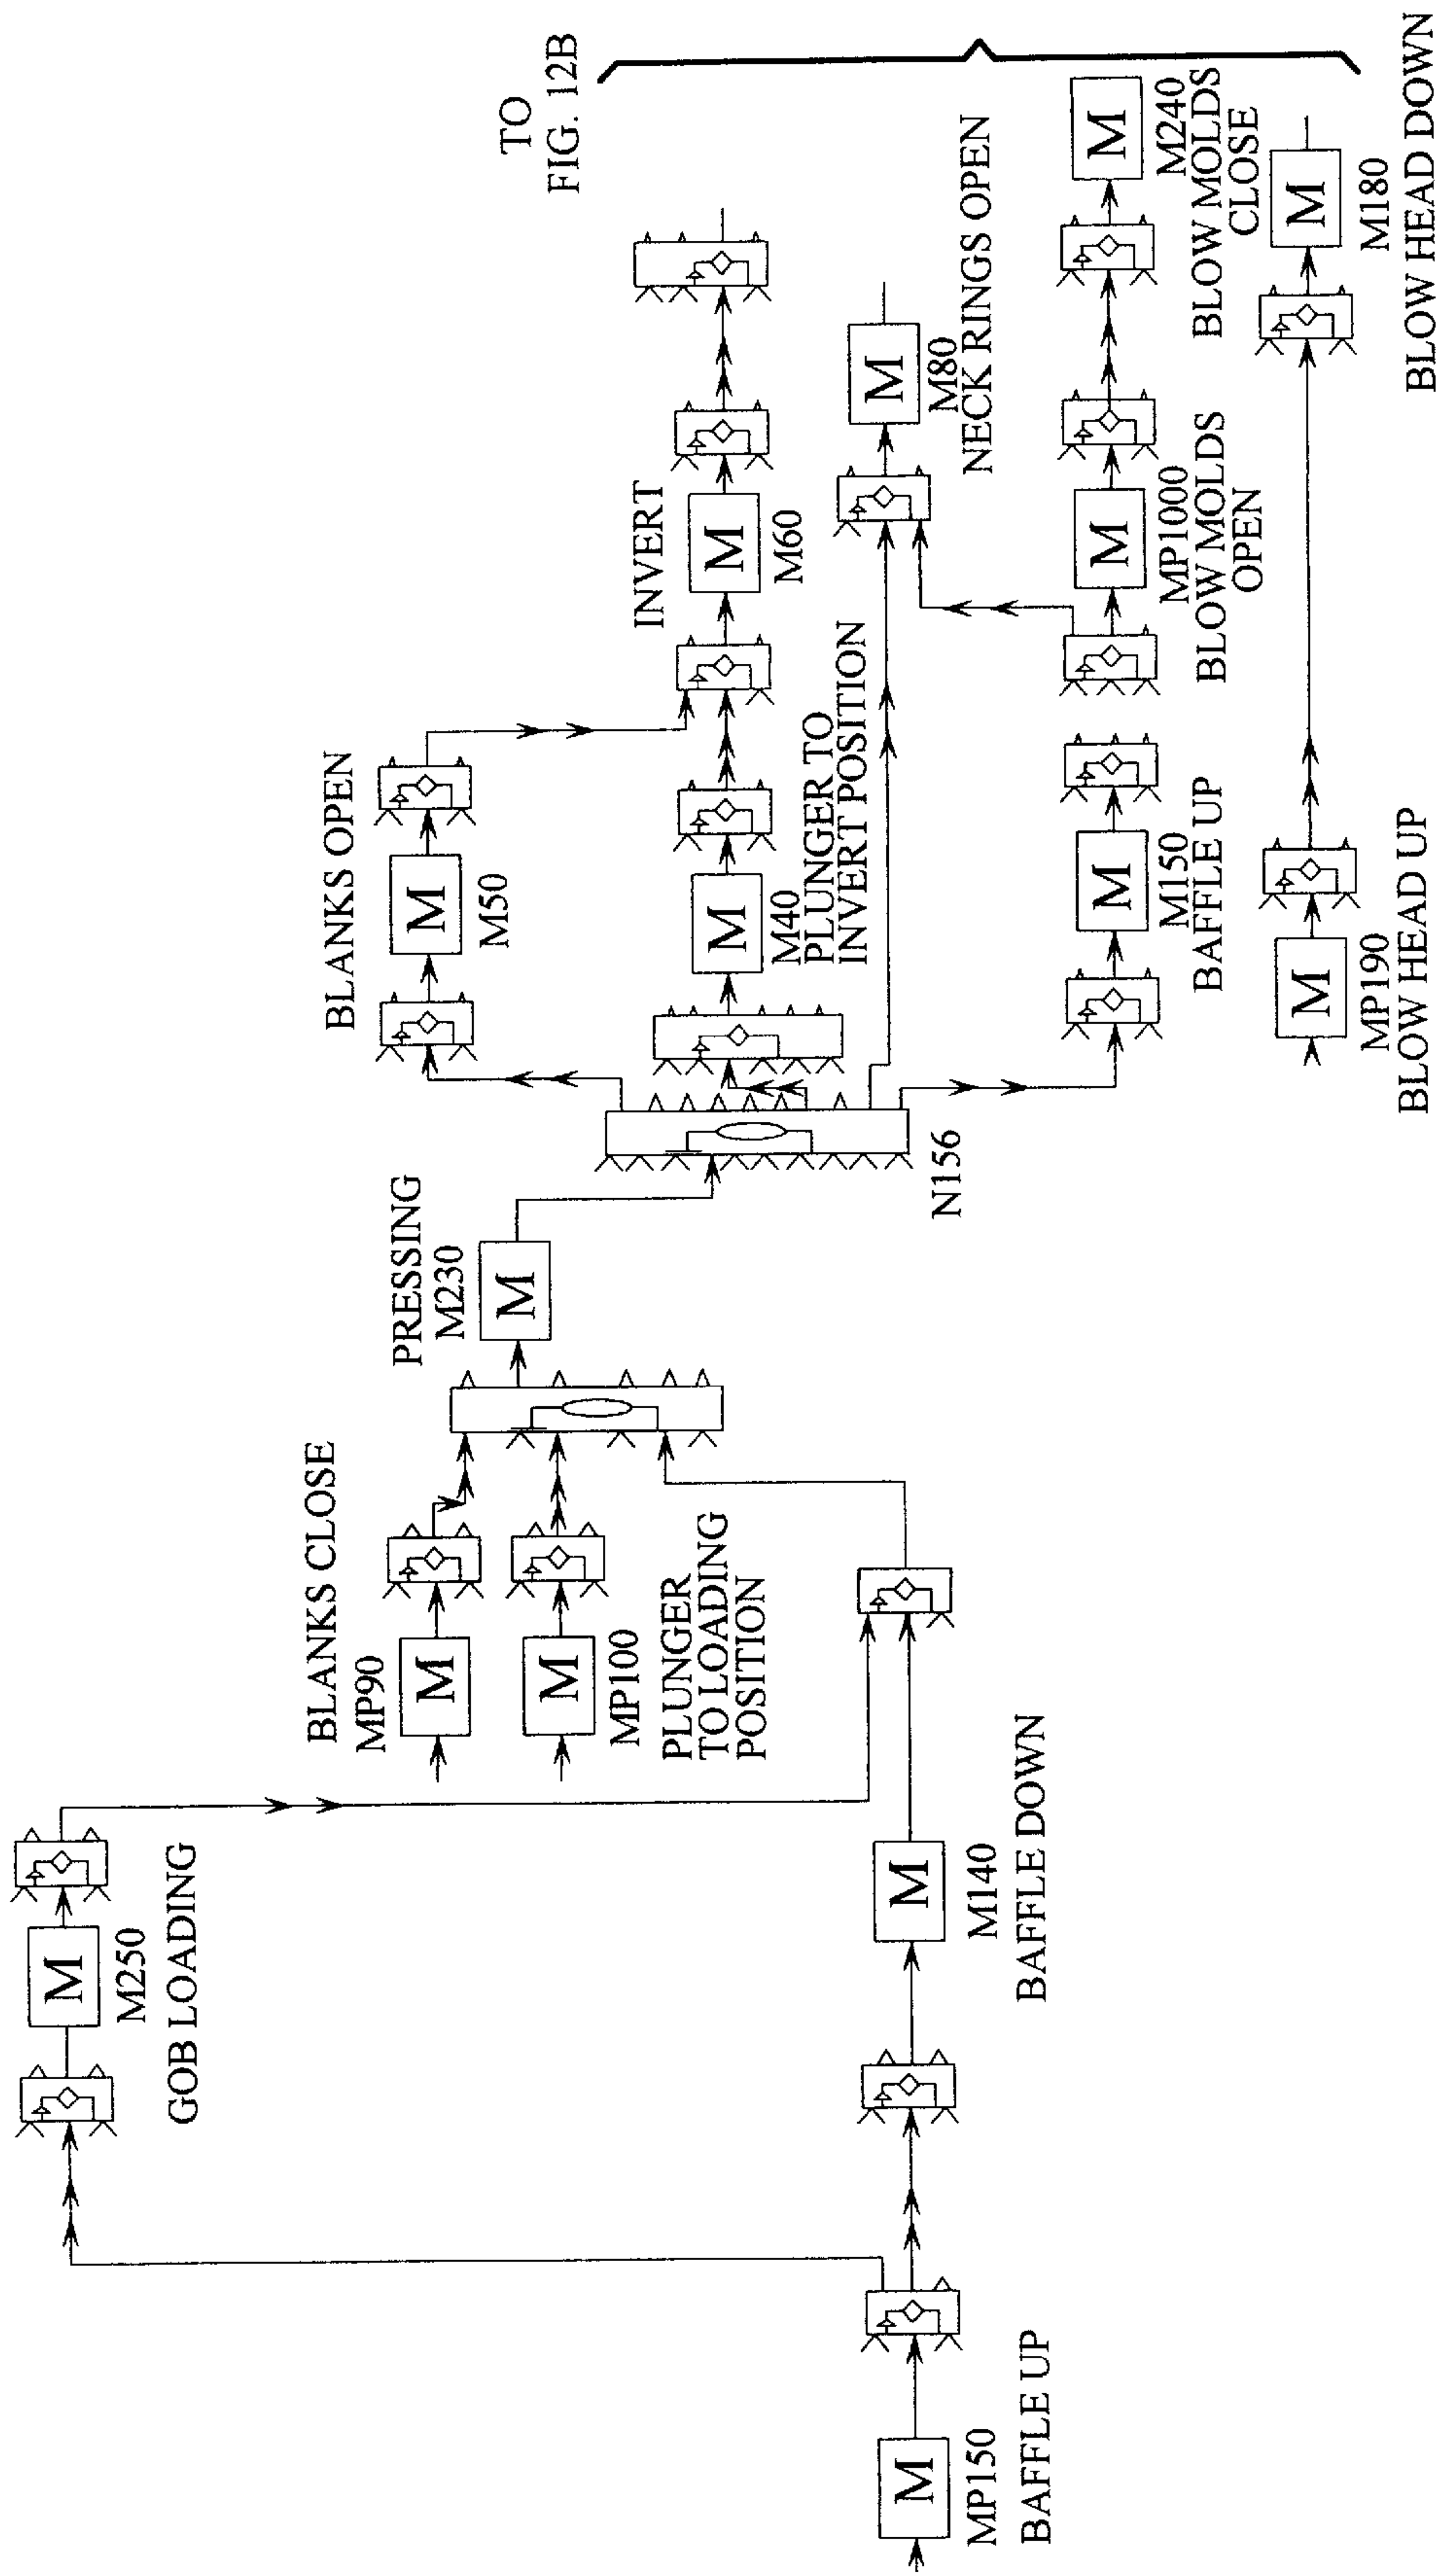 TO
FIG. 12B
M
MP150
BAFFLE UP
M
M250
GOB LOADING
M
M140
BAFFLE DOWN
BLANKS CLOSE
MP90
M
M
MP100
PLUNGER
TO LOADING
POSITION
PRESSING
M230
M
N156
BLANKS OPEN
M
M50
M
M40
PLUNGER TO
INVERT POSITION
INVERT
M
M60
M
M80
NECK RINGS OPEN
M
M150
BAFFLE UP
M
MP1000
BLOW MOLDS
OPEN
M
M240
BLOW MOLDS
CLOSE
M
MP190
BLOW HEAD UP
M
M180
BLOW HEAD DOWN